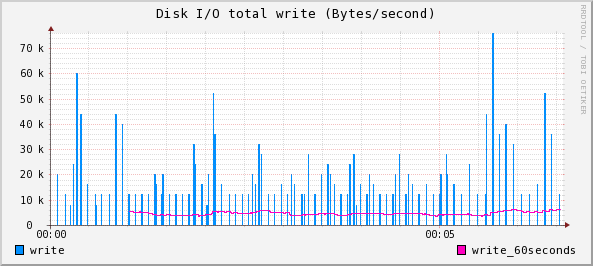 Disk I/O total write (Bytes/second)
RRDTOOL / TOBI OETIKER
70 k
60 k
50 k
40 k
30 k
20 k
10 k
0
00:00 00:05
write write_60seconds